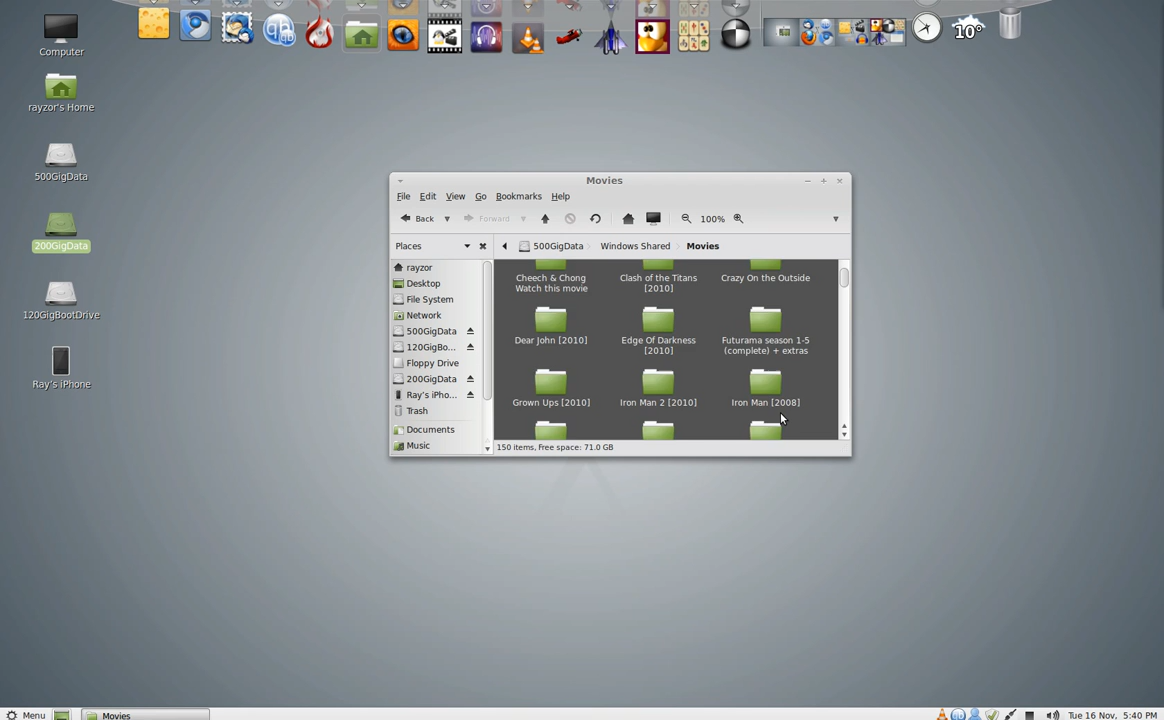 Computer
rayzor's Home
500GigData
200GigData
120GigBootDrive
Ray's iPhone
10°
Movies
File Edit View Go Bookmarks Help
Back Forward 100%
Places
500GigData Windows Shared Movies
rayzor
Desktop
File System
Network
500GigData
120GigBo...
Floppy Drive
200GigData
Ray's iPho...
Trash
Documents
Music
Cheech & Chong
Watch this movie
Clash of the Titans
[2010]
Crazy On the Outside
Dear John [2010]
Edge Of Darkness
[2010]
Futurama season 1-5
(complete) + extras
Grown Ups [2010]
Iron Man 2 [2010]
Iron Man [2008]
150 items, Free space: 71.0 GB
Menu
Movies
Tue 16 Nov, 5:40 PM